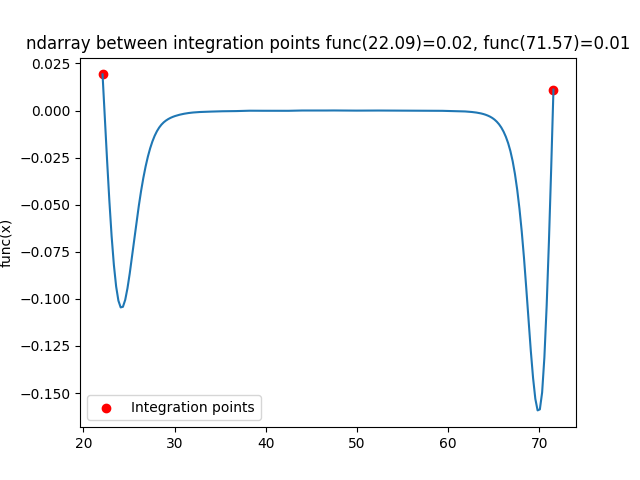 ndarray between integration points func(22.09)=0.02, func(71.57)=0.01
0.025
0.000
−0.025
−0.050
−0.075
−0.100
−0.125
−0.150
func(x)
Integration points
20 30 40 50 60 70